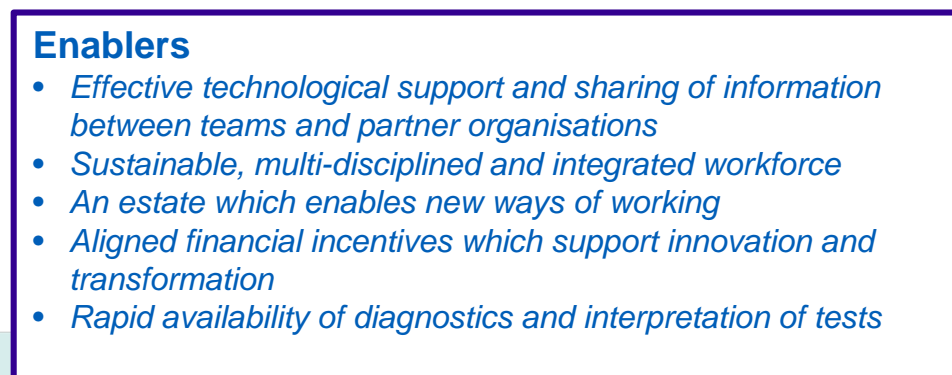 Enablers
• Effective technological support and sharing of information
between teams and partner organisations
• Sustainable, multi-disciplined and integrated workforce
• An estate which enables new ways of working
• Aligned financial incentives which support innovation and
transformation
• Rapid availability of diagnostics and interpretation of tests